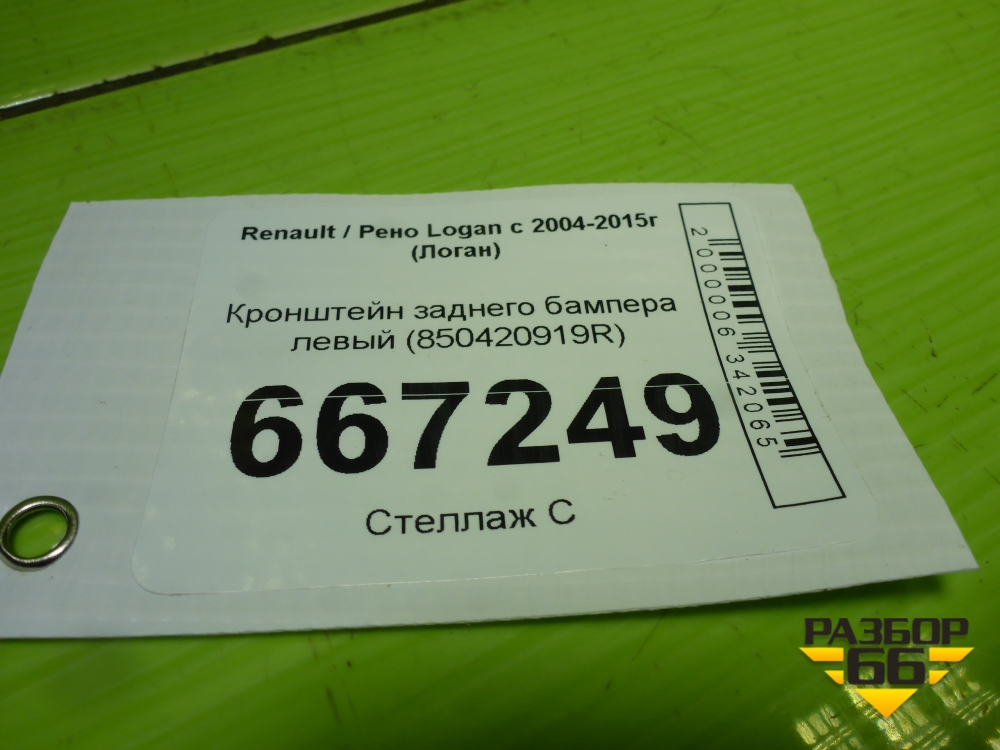 Renault / Рено Logan с 2004-2015г
(Логан)
Кронштейн заднего бампера
левый (850420919R)
667249
Стеллаж С
2000006342065
РАЗБОР
66